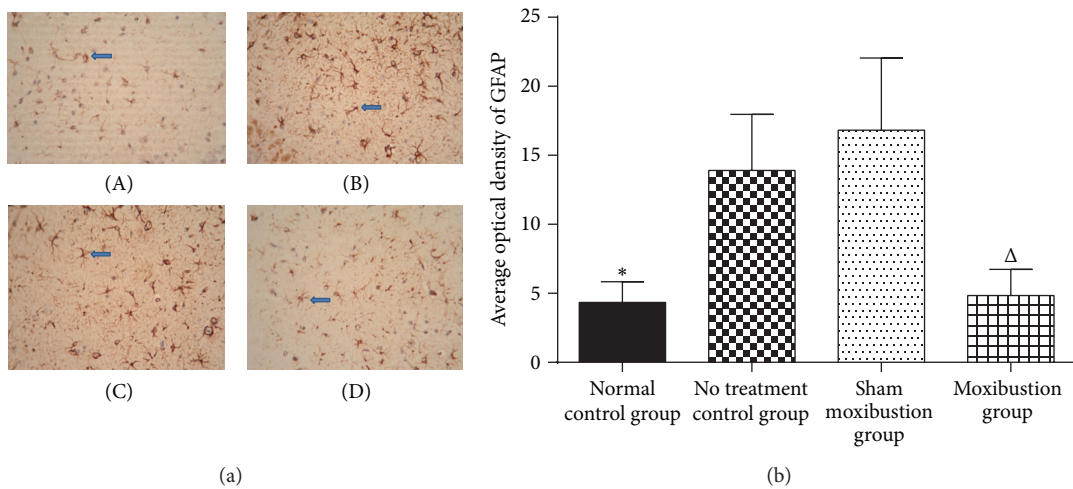 (A)
(B)
(C)
(D)
(a)
Average optical density of GFAP
25
20
15
10
5
0
*
Δ
Normal
control group
No treatment
control group
Sham
moxibustion
group
Moxibustion
group
(b)